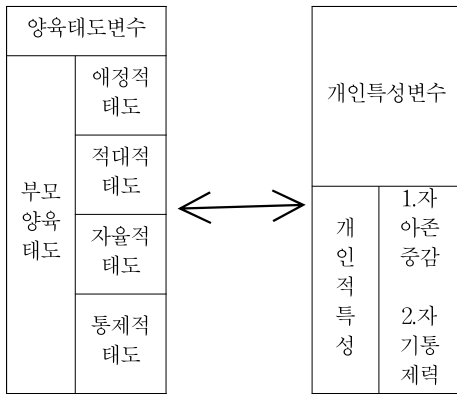 양육태도변수
부모
양육
태도
애정적
태도
적대적
태도
자율적
태도
통제적
태도
개인특성변수
개
인
적
특
성
1.자
아존
중감
2.자
기통
제력